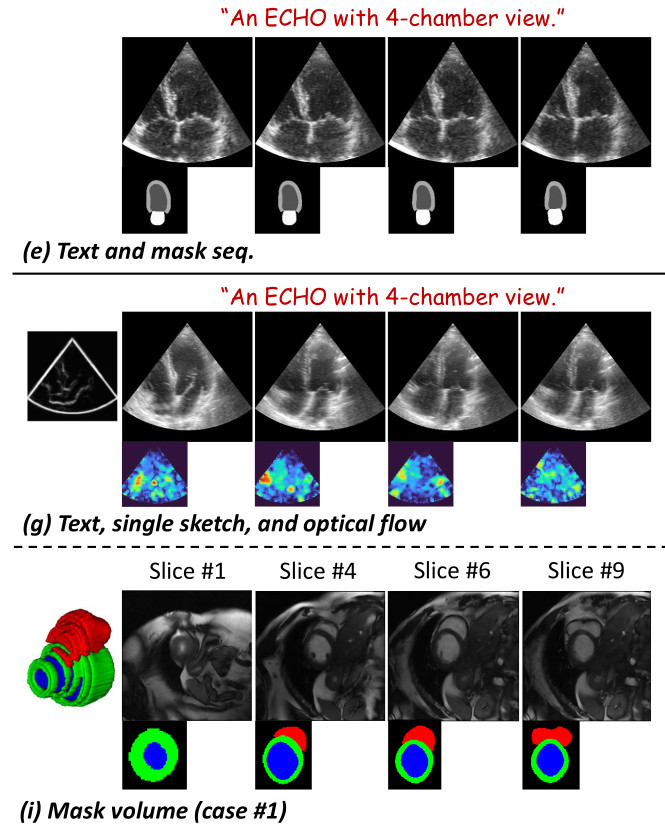 “An ECHO with 4-chamber view.”
(e) Text and mask seq.
“An ECHO with 4-chamber view.”
(g) Text, single sketch, and optical flow
Slice #1 Slice #4 Slice #6 Slice #9
(i) Mask volume (case #1)